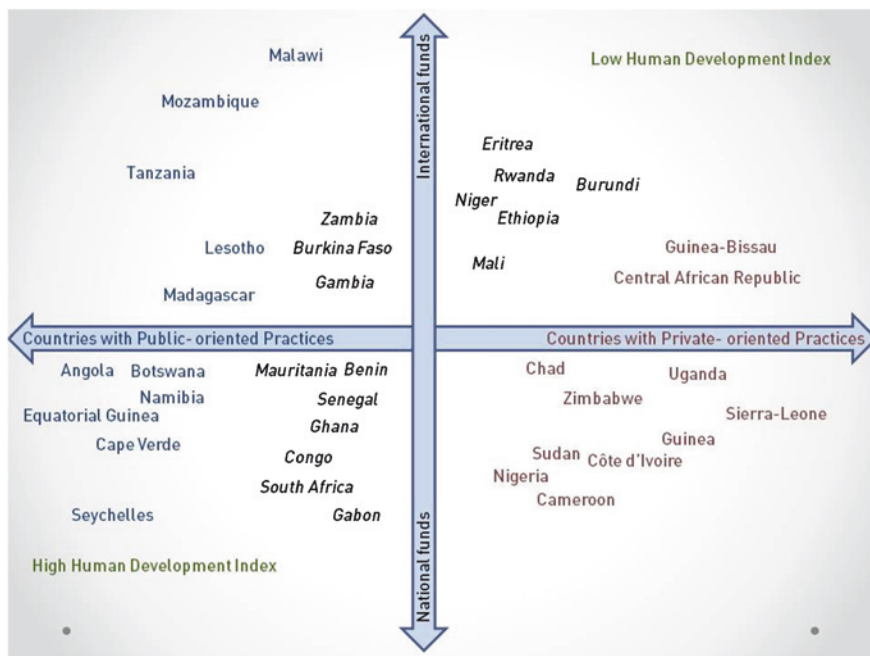 Malawi
International funds
Low Human Development Index
Mozambique
Eritrea
Tanzania
Rwanda
Burundi
Niger
Zambia
Ethiopia
Lesotho
Burkina Faso
Guinea-Bissau
Mali
Central African Republic
Gambia
Madagascar
Countries with Public- oriented Practices
Countries with Private- oriented Practices
Angola
Botswana
Mauritania
Benin
Chad
Uganda
Namibia
Senegal
Zimbabwe
Equatorial Guinea
Sierra-Leone
Ghana
Cape Verde
Guinea
Congo
Sudan
Côte d'Ivoire
Nigeria
South Africa
Cameroon
Seychelles
Gabon
National funds
High Human Development Index